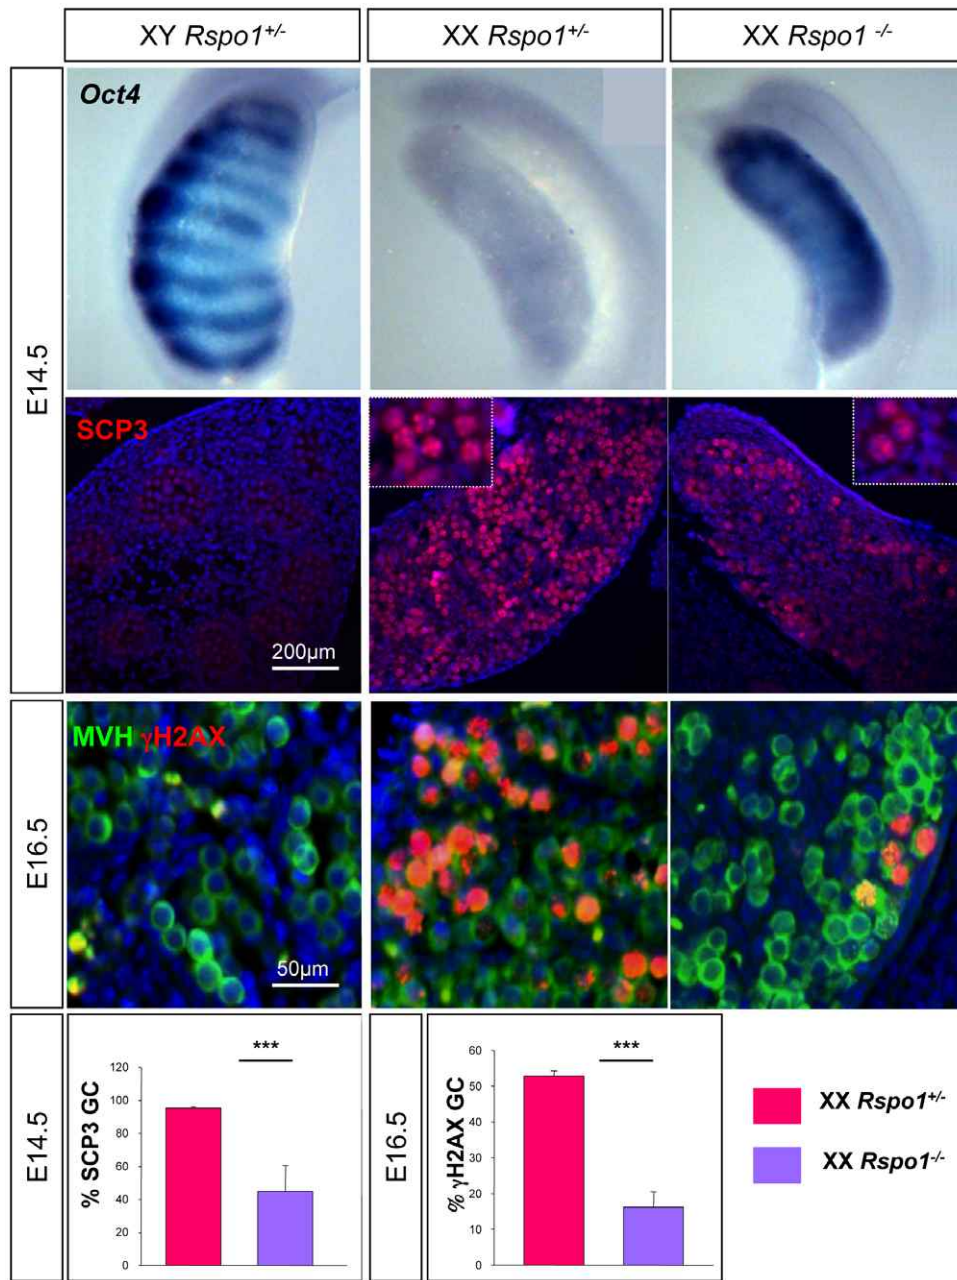 XY Rspo1+/-
XX Rspo1+/-
XX Rspo1 -/-
E14.5
Oct4
SCP3
200µm
E16.5
MVH γH2AX
50µm
E14.5
% SCP3 GC
120
100
80
60
40
20
0
***
E16.5
% γH2AX GC
60
50
40
30
20
10
0
***
XX Rspo1+/-
XX Rspo1-/-